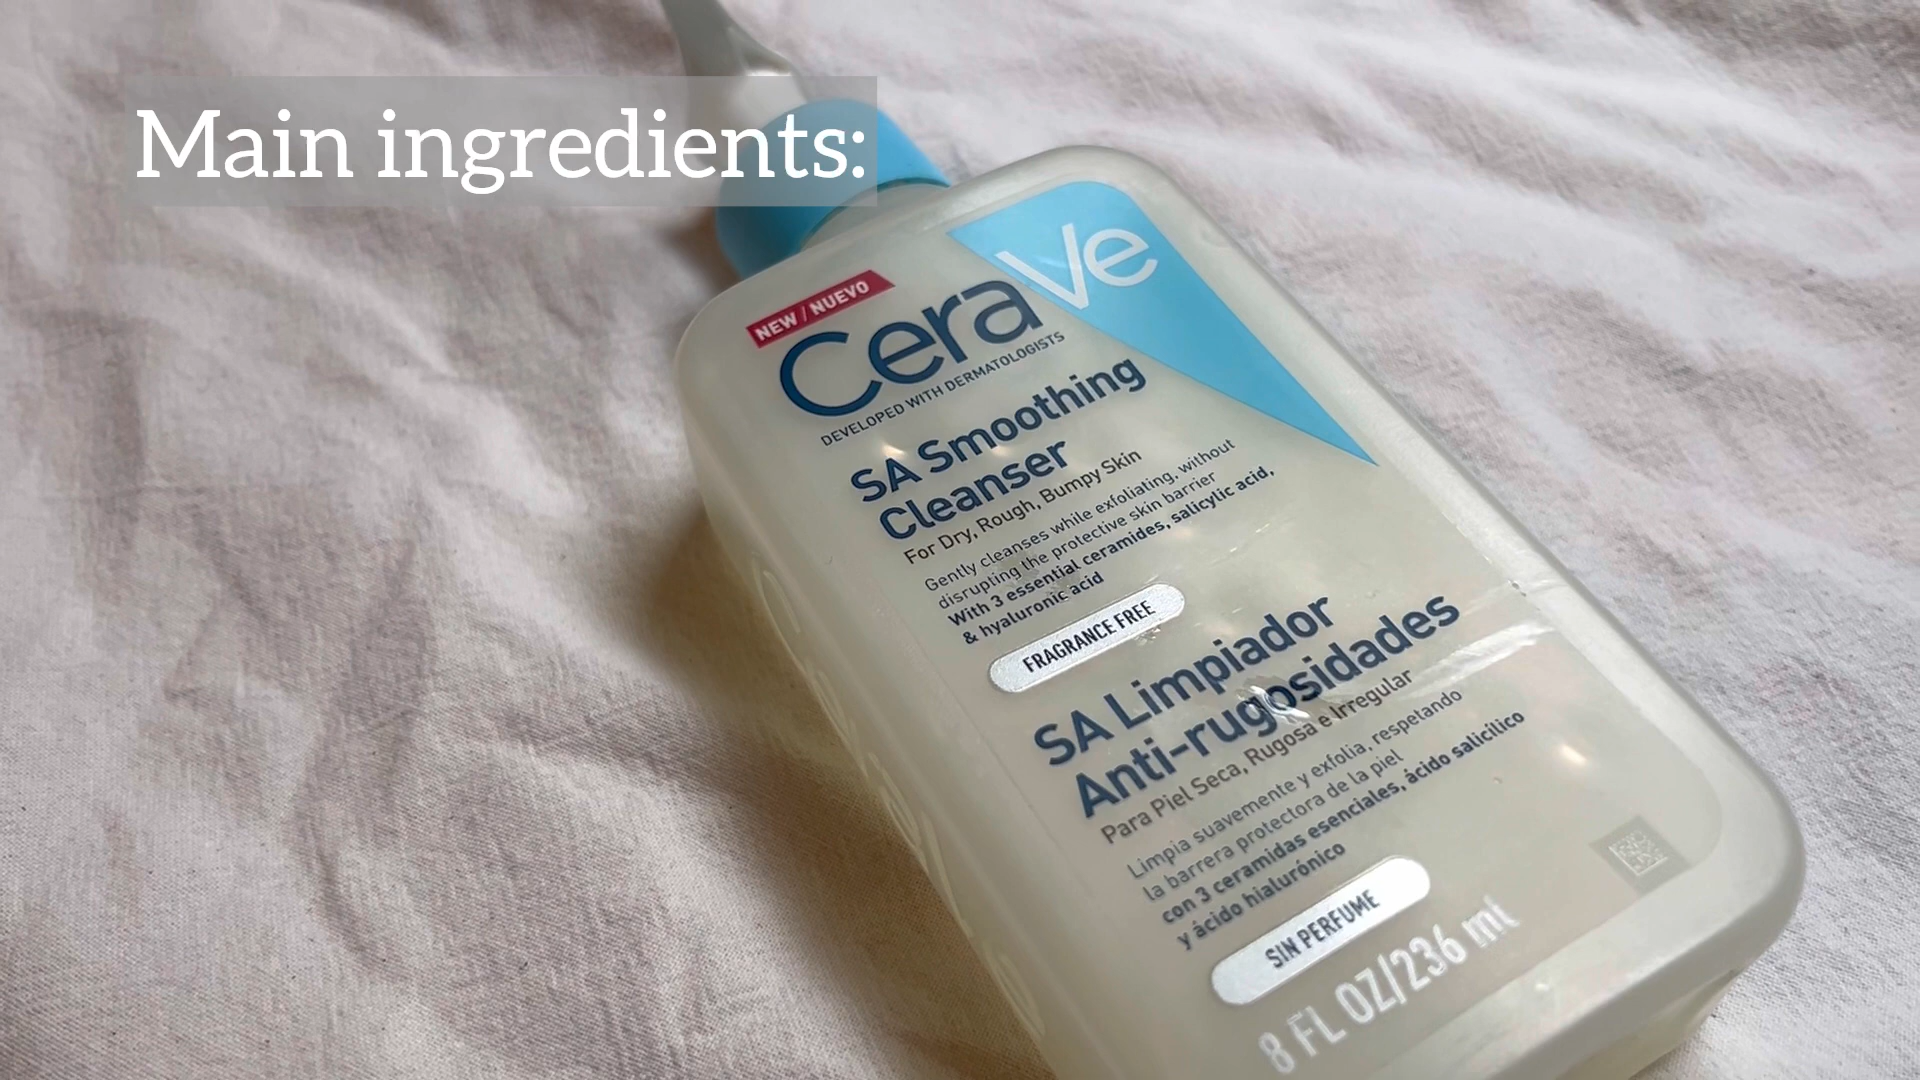 Main ingredients:
NEW / NUEVO
CeraVe
DEVELOPED WITH DERMATOLOGISTS
SA Smoothing
Cleanser
For Dry, Rough, Bumpy Skin
Gently cleanses while exfoliating, without
disrupting the protective skin barrier
With 3 essential ceramides, salicylic acid,
& hyaluronic acid
FRAGRANCE FREE
SA Limpiador
Anti-rugosidades
Para Piel Seca, Rugosa e Irregular
Limpia suavemente y exfolia, respetando
la barrera protectora de la piel
con 3 ceramidas esenciales, ácido salicílico
y ácido hialurónico
SIN PERFUME
8 FL OZ/236 ml